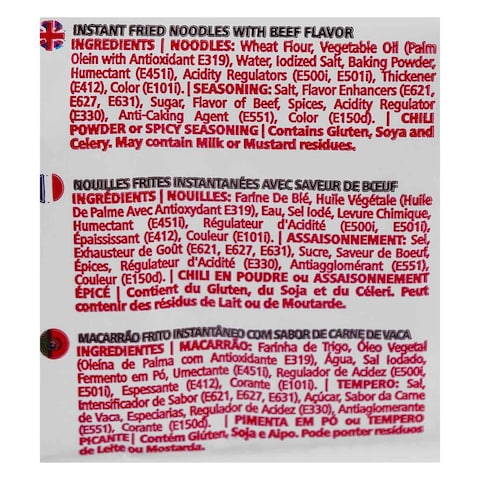 INSTANT FRIED NOODLES WITH BEEF FLAVOR
INGREDIENTS | NOODLES: Wheat Flour, Vegetable Oil (Palm
Olein with Antioxidant E319), Water, Iodized Salt, Baking Powder,
Humectant (E451i), Acidity Regulators (E500i, E501i), Thickener
(E412), Color (E101i). | SEASONING: Salt, Flavor Enhancers (E621,
E627, E631), Sugar, Flavor of Beef, Spices, Acidity Regulator
(E330), Anti-Caking Agent (E551), Color (E150d). | CHILI
POWDER or SPICY SEASONING | Contains Gluten, Soya and
Celery. May contain Milk or Mustard residues.
NOUILLES FRITES INSTANTANÉES AVEC SAVEUR DE BŒUF
INGRÉDIENTS | NOUILLES: Farine De Blé, Huile Végétale (Huile
De Palme Avec Antioxydant E319), Eau, Sel Iodé, Levure Chimique,
Humectant (E451i), Régulateur d'Acidité (E500i, E501i),
Épaississant (E412), Couleur (E101i). | ASSAISONNEMENT: Sel,
Exhausteur de Goût (E621, E627, E631), Sucre, Saveur de Boeuf,
Épices, Régulateur d'Acidité (E330), Antiagglomérant (E551),
Couleur (E150d). | CHILI EN POUDRE ou ASSAISONNEMENT
ÉPICÉ | Contient du Gluten, du Soja et du Céleri. Peut
contenir des résidus de Lait ou de Moutarde.
MACARRÃO FRITO INSTANTÂNEO COM SABOR DE CARNE DE VACA
INGREDIENTES | MACARRÃO: Farinha de Trigo, Óleo Vegetal
(Oleína de Palma com Antioxidante E319), Água, Sal Iodado,
Fermento em Pó, Umectante (E451i), Regulador de Acidez (E500i,
E501i), Espessante (E412), Corante (E101i). | TEMPERO: Sal,
Intensificador de Sabor (E621, E627, E631), Açúcar, Sabor da Carne
de Vaca, Especiarias, Regulador de Acidez (E330), Antiaglomerante
(E551), Corante (E150d). | PIMENTA EM PÓ ou TEMPERO
PICANTE | Contém Glúten, Soja e Aipo. Pode ponter resíduos
de Leite ou Mostarda.